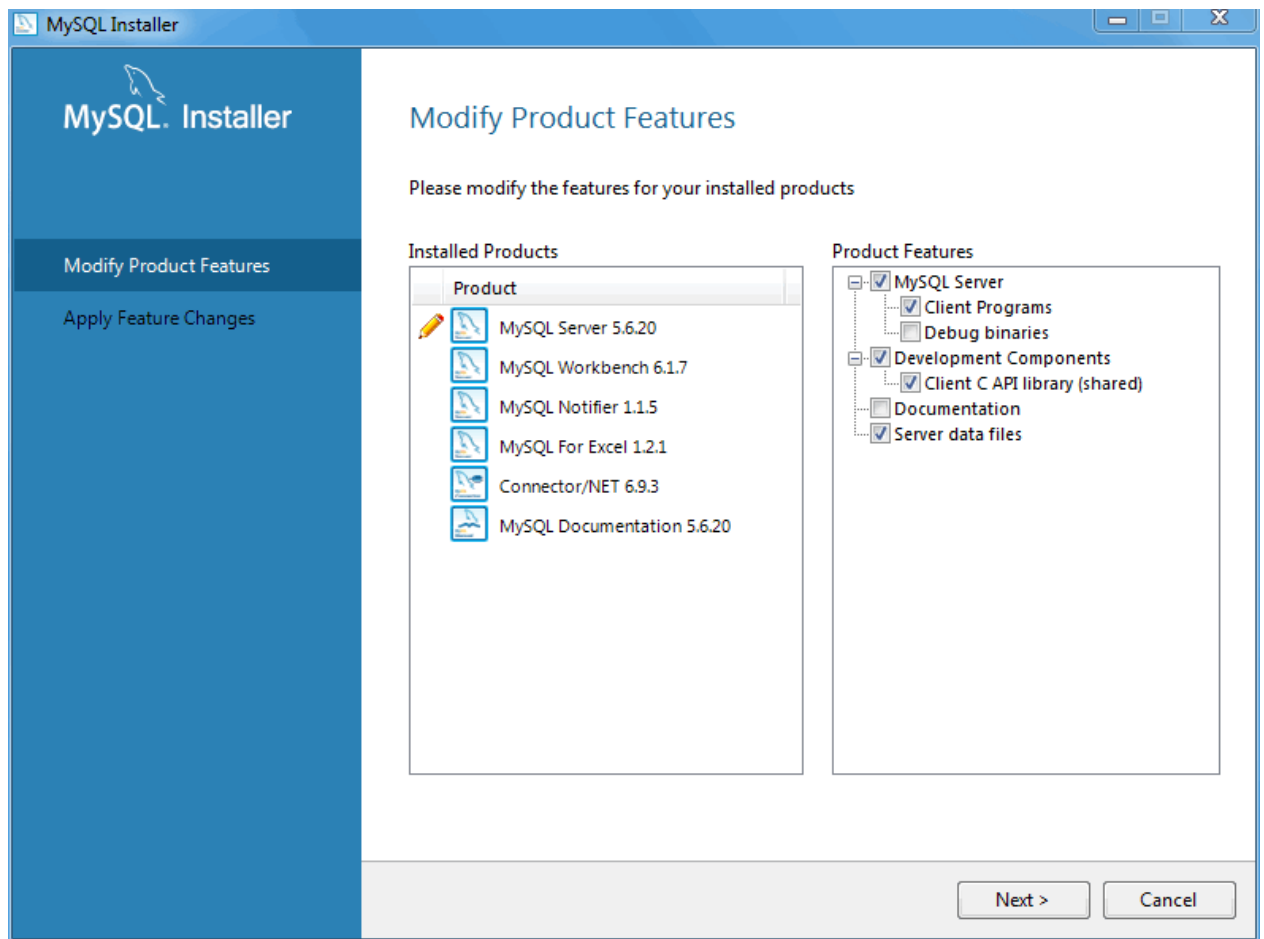 MySQL Installer
MySQL. Installer
Modify Product Features
Apply Feature Changes
Modify Product Features
Please modify the features for your installed products
Installed Products
Product
MySQL Server 5.6.20
MySQL Workbench 6.1.7
MySQL Notifier 1.1.5
MySQL For Excel 1.2.1
Connector/NET 6.9.3
MySQL Documentation 5.6.20
Product Features
MySQL Server
Client Programs
Debug binaries
Development Components
Client C API library (shared)
Documentation
Server data files
Next >
Cancel